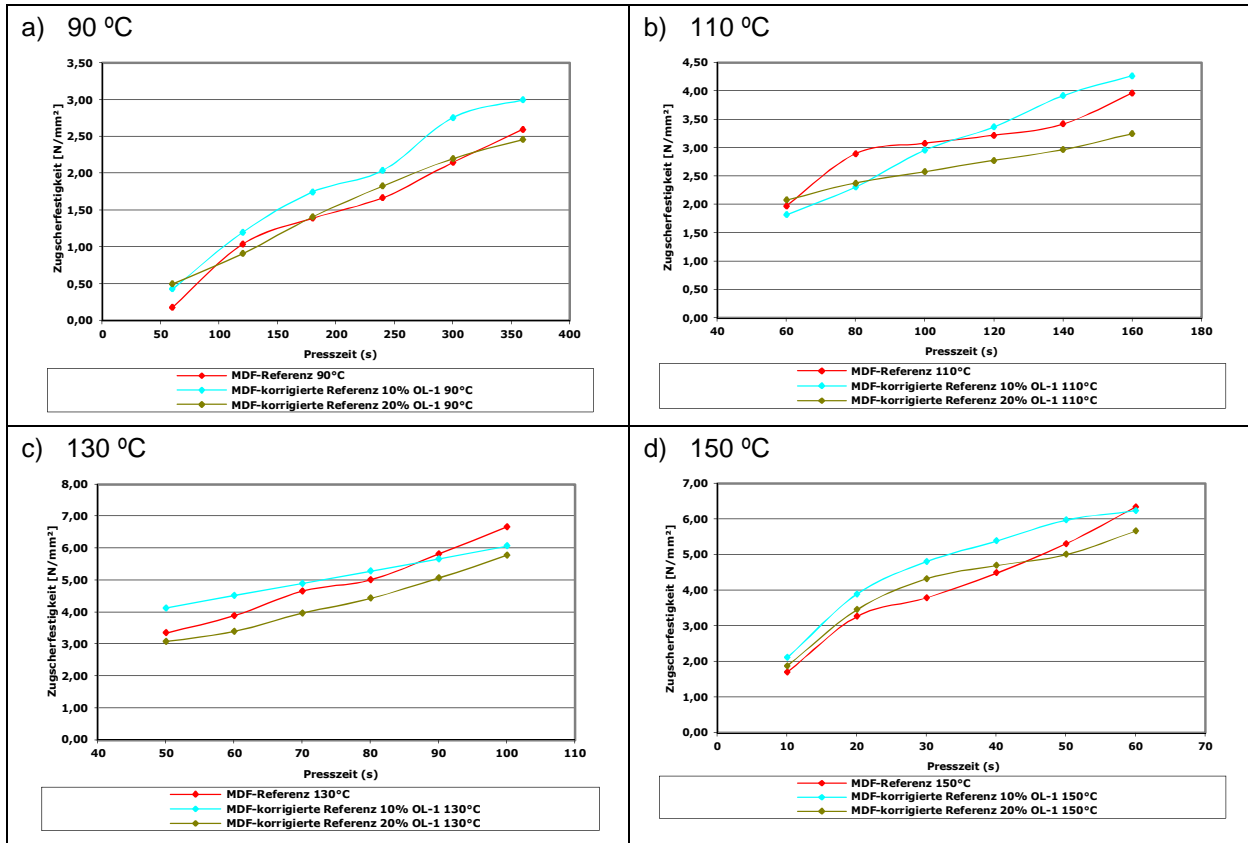 a) 90 ºC
3,50
3,00
2,50
2,00
1,50
1,00
0,50
0,00
Zugscherfestigkeit [N/mm²]
0 50 100 150 200 250 300 350 400
Presszeit (s)
MDF-Referenz 90°C
MDF-korrigierte Referenz 10% OL-1 90°C
MDF-korrigierte Referenz 20% OL-1 90°C
b) 110 ºC
4,50
4,00
3,50
3,00
2,50
2,00
1,50
1,00
0,50
0,00
Zugscherfestigkeit [N/mm²]
40 60 80 100 120 140 160 180
Presszeit (s)
MDF-Referenz 110°C
MDF-korrigierte Referenz 10% OL-1 110°C
MDF-korrigierte Referenz 20% OL-1 110°C
c) 130 ºC
8,00
7,00
6,00
5,00
4,00
3,00
2,00
1,00
0,00
Zugscherfestigkeit [N/mm²]
40 50 60 70 80 90 100 110
Presszeit (s)
MDF-Referenz 130°C
MDF-korrigierte Referenz 10% OL-1 130°C
MDF-korrigierte Referenz 20% OL-1 130°C
d) 150 ºC
7,00
6,00
5,00
4,00
3,00
2,00
1,00
0,00
Zugscherfestigkeit [N/mm²]
0 10 20 30 40 50 60 70
Presszeit (s)
MDF-Referenz 150°C
MDF-korrigierte Referenz 10% OL-1 150°C
MDF-korrigierte Referenz 20% OL-1 150°C